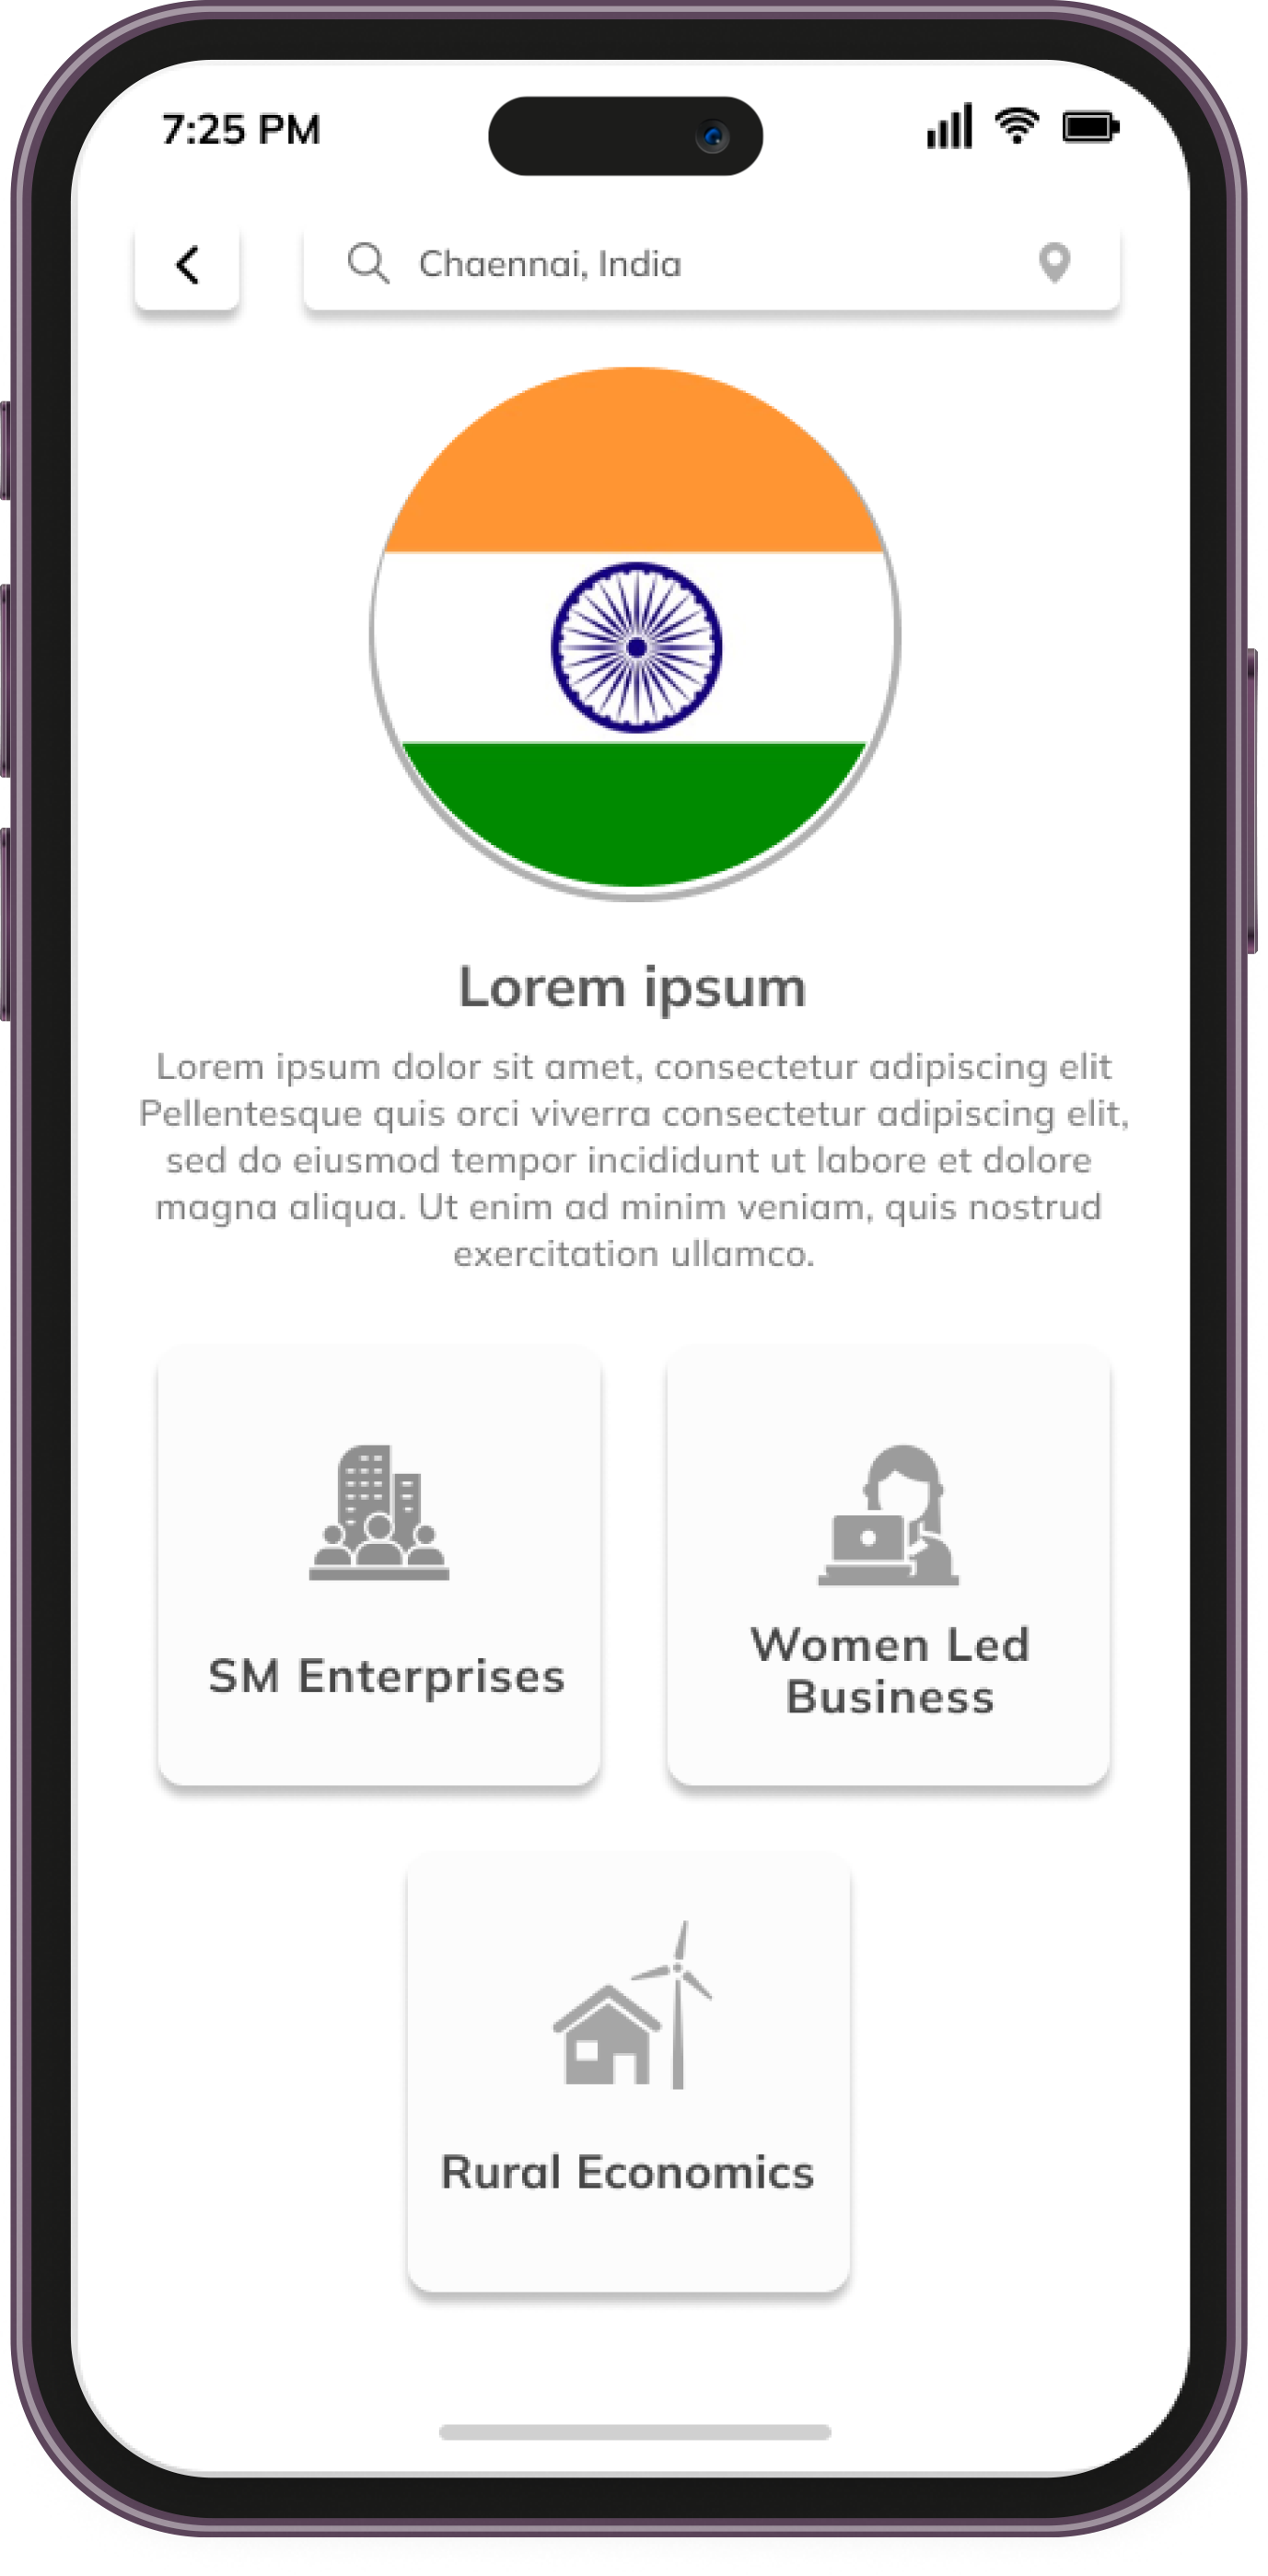 7:25 PM
Chaennai, India
Lorem ipsum
Lorem ipsum dolor sit amet, consectetur adipiscing elit
Pellentesque quis orci viverra consectetur adipiscing elit,
sed do eiusmod tempor incididunt ut labore et dolore
magna aliqua. Ut enim ad minim veniam, quis nostrud
exercitation ullamco.
SM Enterprises
Women Led
Business
Rural Economics